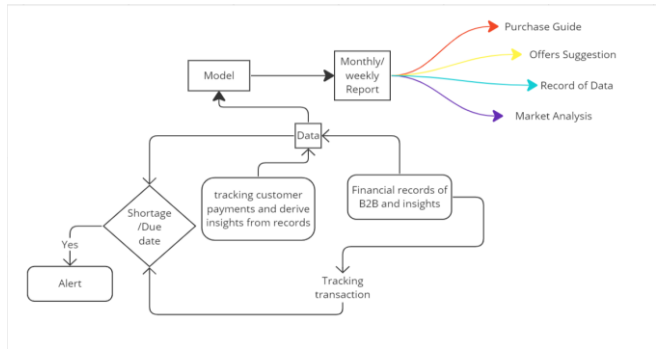 Purchase Guide
Offers Suggestion
Record of Data
Market Analysis
Model
Monthly/
weekly
Report
Data
tracking customer
payments and derive
insights from records
Financial records of
B2B and insights
Shortage
/Due
date
Yes
Alert
Tracking
transaction